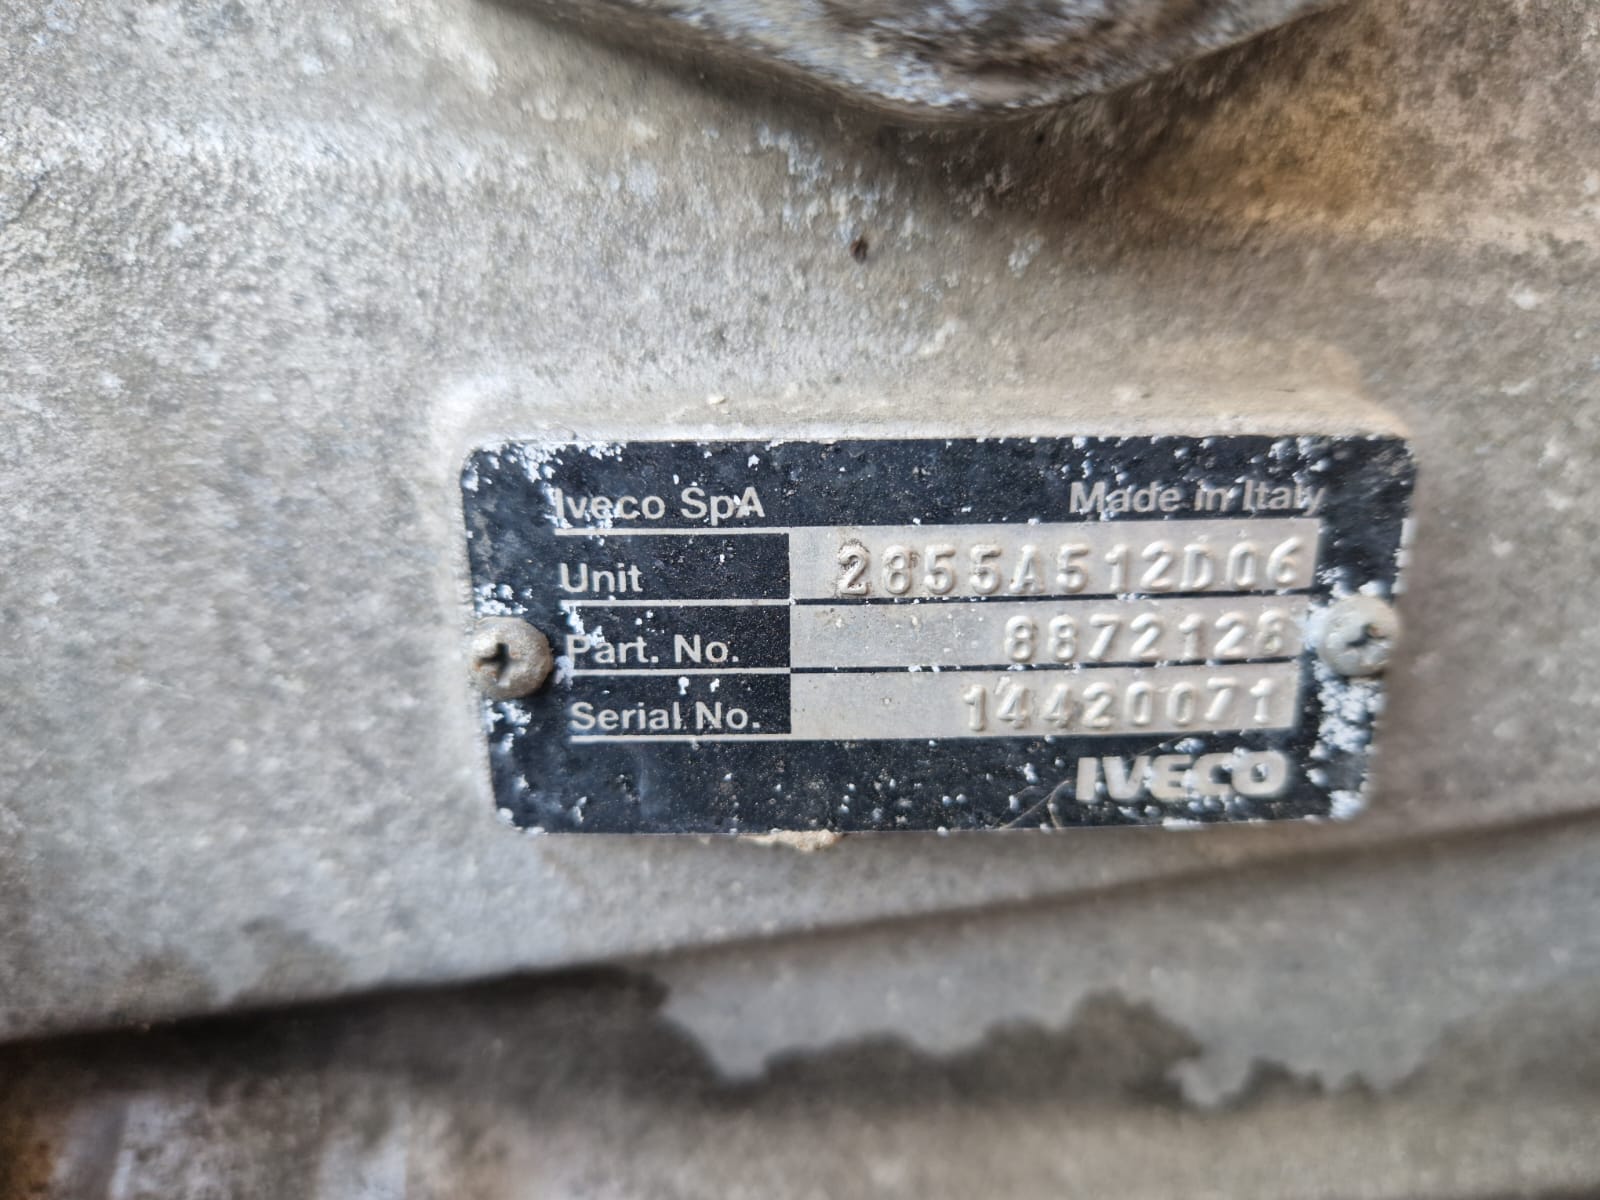 Iveco SpA Made in Italy
Unit 2855A512D06
Part. No. 8872128
Serial No. 14420071
IVECO